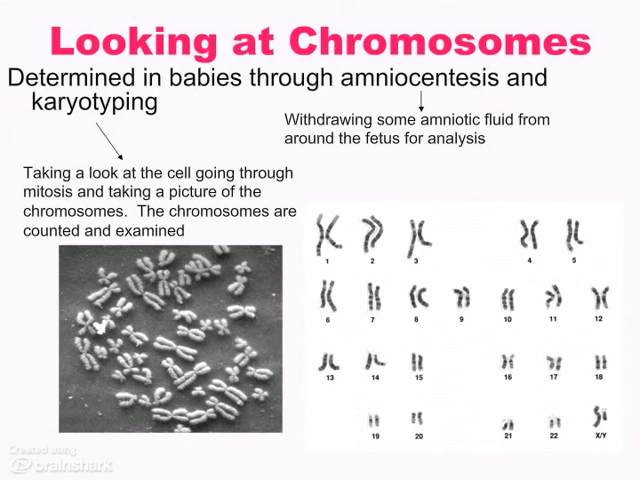 Looking at Chromosomes
Determined in babies through amniocentesis and
karyotyping
Withdrawing some amniotic fluid from
around the fetus for analysis
Taking a look at the cell going through
mitosis and taking a picture of the
chromosomes. The chromosomes are
counted and examined
1 2 3 4 5
6 7 8 9 10 11 12
13 14 15 16 17 18
19 20 21 22 X/Y
Created using
brainshark